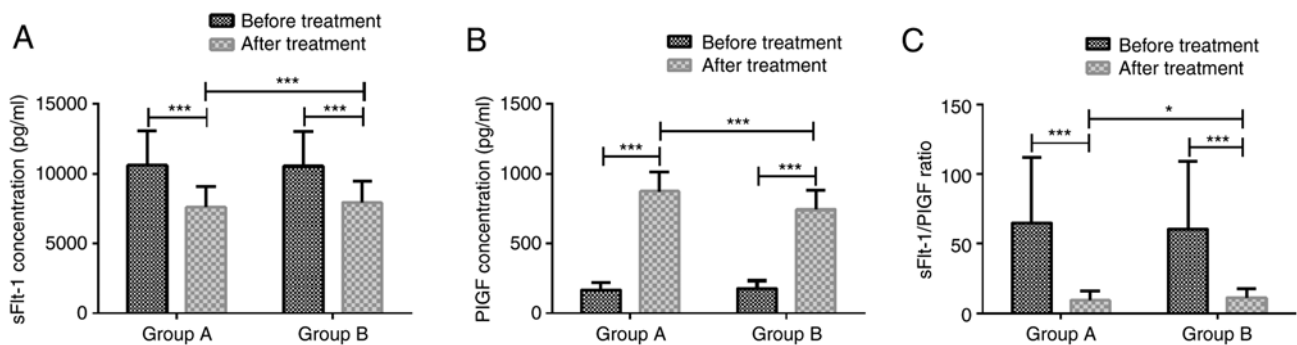 A
Before treatment
After treatment
***
***
***
15000
10000
5000
0
sFlt-1 concentration (pg/ml)
Group A
Group B
B
Before treatment
After treatment
***
***
***
1500
1000
500
0
PlGF concentration (pg/ml)
Group A
Group B
C
Before treatment
After treatment
*
***
***
150
100
50
0
sFlt-1/PlGF ratio
Group A
Group B